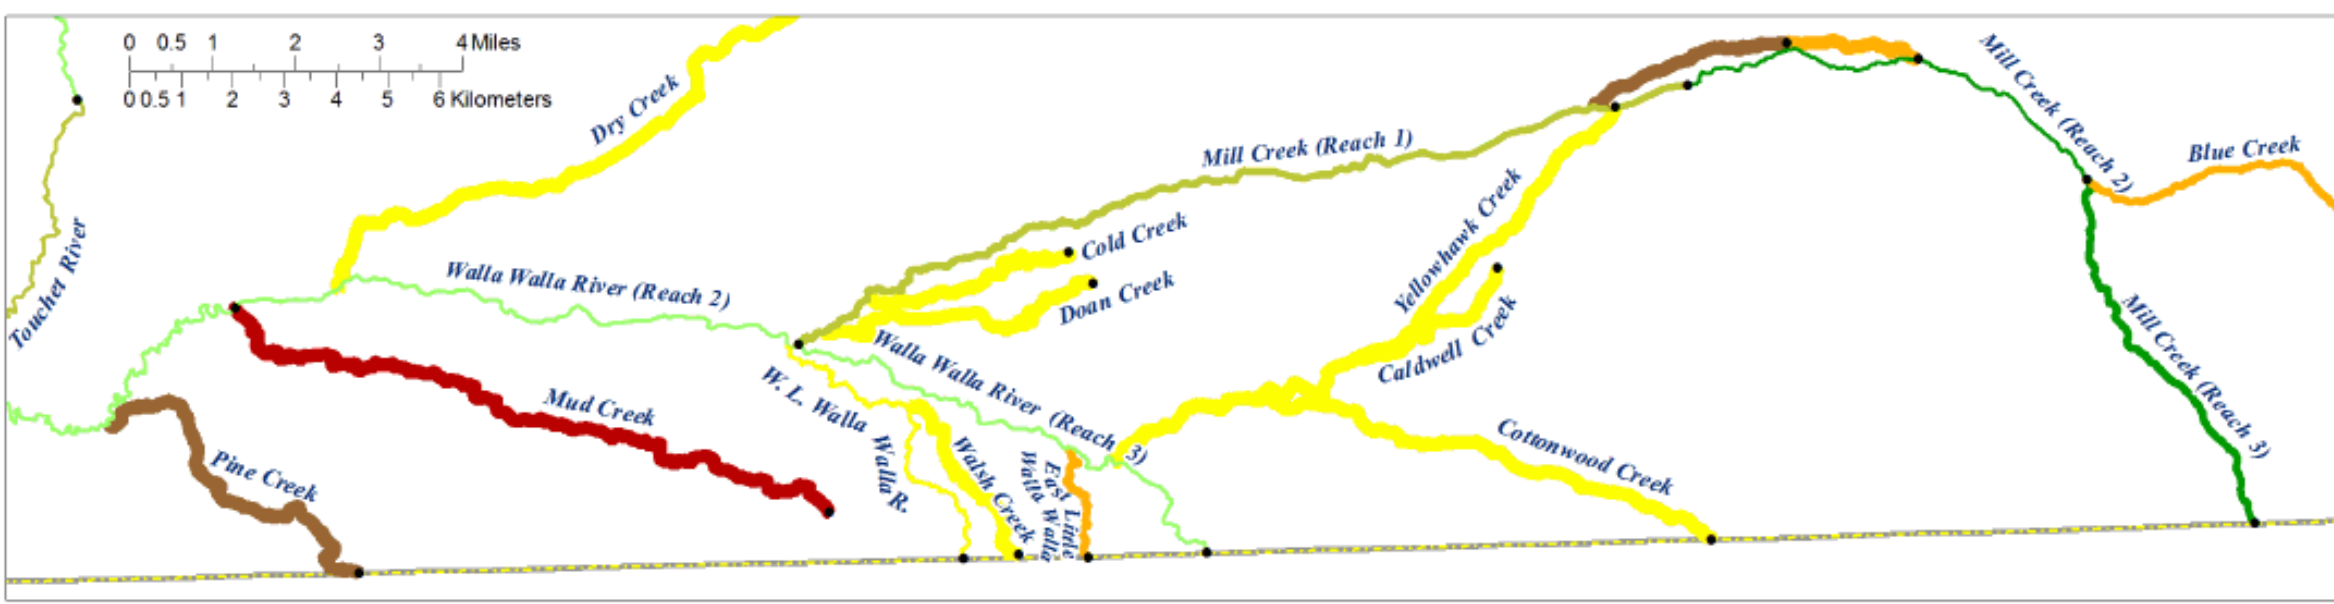 0 0.5 1 2 3 4 Miles
0 0.5 1 2 3 4 5 6 Kilometers
Dry Creek
Mill Creek (Reach 2)
Mill Creek (Reach 1)
Blue Creek
Touchet River
Walla Walla River (Reach 2)
Cold Creek
Doan Creek
Yellowhawk Creek
Caldwell Creek
Walla Walla River (Reach 3)
W. L. Walla Walla R.
Mud Creek
Walsh Creek
East Little
Walla Walla
Cottonwood Creek
Mill Creek (Reach 3)
Pine Creek